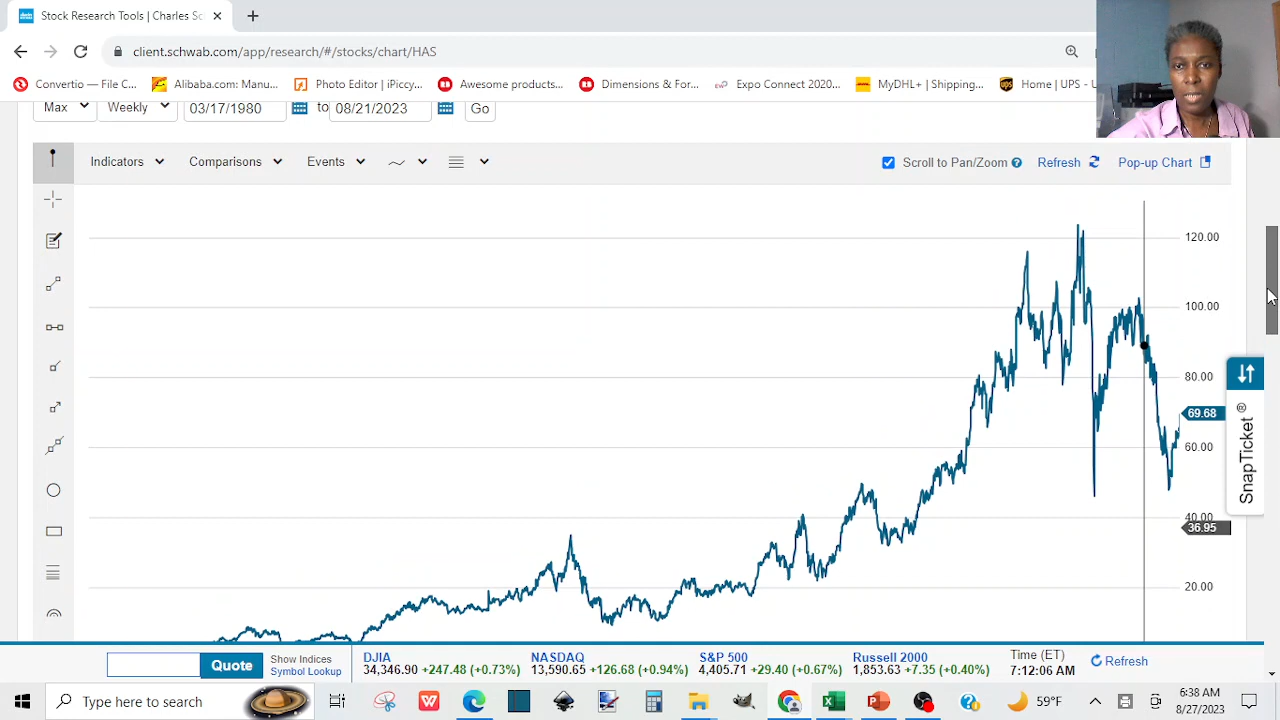 Stock Research Tools | Charles Sc
client.schwab.com/app/research/#/stocks/chart/HAS
Convertio — File C...
Alibaba.com: Manu...
Photo Editor | iFixyc...
Awesome products...
Dimensions & For...
Expo Connect 2020...
MyDHL+ | Shipping...
Home | UPS - U
Max Weekly 03/17/1980 to 08/21/2023 Go
Indicators Comparisons Events
Scroll to Pan/Zoom ? Refresh Pop-up Chart
120.00
100.00
80.00
69.68
60.00
40.00
36.95
20.00
SnapTicket®
Quote
Show Indices
Symbol Lookup
DJIA
34,346.90 +247.48 (+0.73%)
NASDAQ
13,590.65 +126.68 (+0.94%)
S&P 500
4,405.71 +29.40 (+0.67%)
Russell 2000
1,853.63 +7.35 (+0.40%)
Time (ET)
7:12:06 AM
Refresh
Type here to search
59°F
6:38 AM
8/27/2023